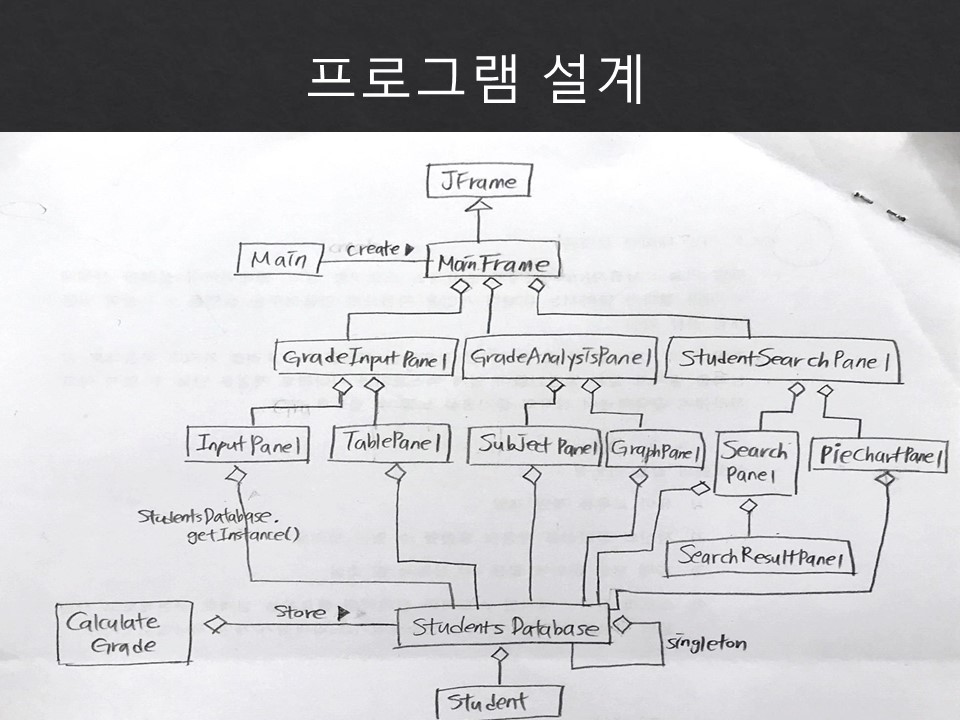 프로그램 설계
JFrame
Main
create ▶
MainFrame
GradeInputPanel
GradeAnalysisPanel
StudentSearchPanel
InputPanel
TablePanel
SubjectPanel
GraphPanel
Search
Panel
PieChartPanel
StudentsDatabase.
getInstance()
SearchResultPanel
Calculate
Grade
Store ▶
Students Database
singleton
Student